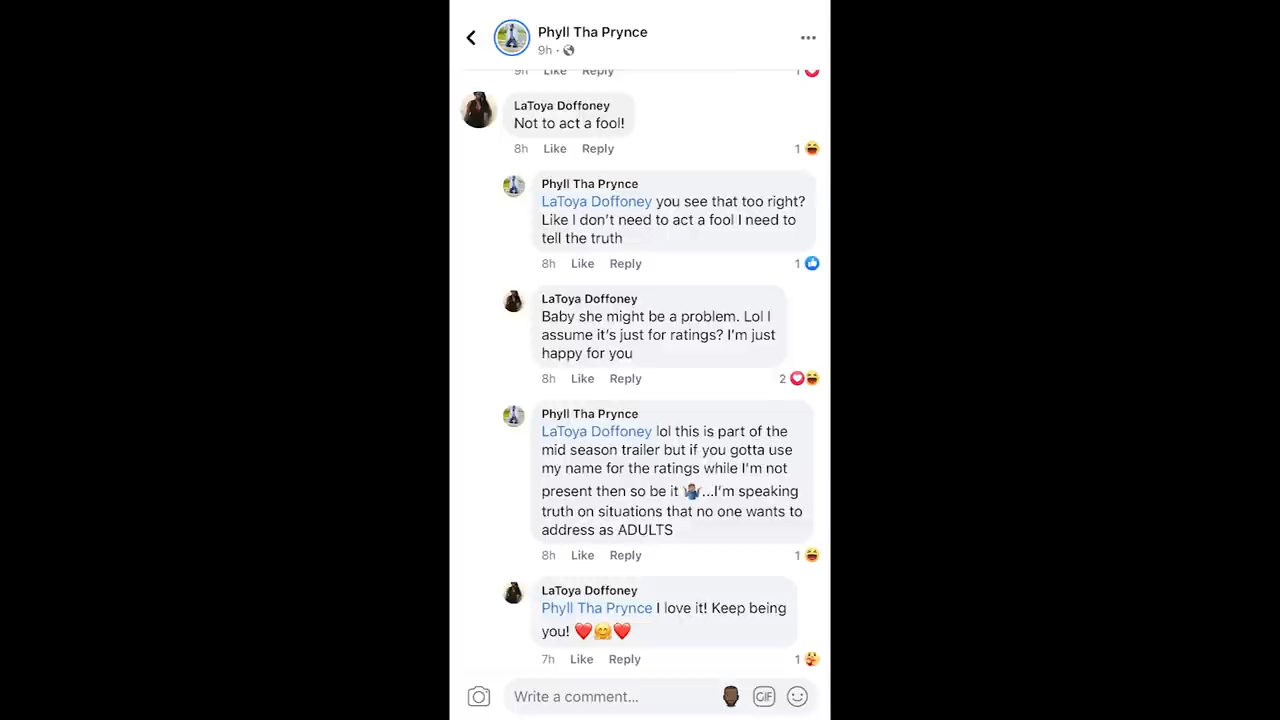 Phyll Tha Prynce
9h ·
9h Like Reply 1
LaToya Doffoney
Not to act a fool!
8h Like Reply 1
Phyll Tha Prynce
LaToya Doffoney you see that too right?
Like I don't need to act a fool I need to
tell the truth
8h Like Reply 1
LaToya Doffoney
Baby she might be a problem. Lol I
assume it's just for ratings? I'm just
happy for you
8h Like Reply 2
Phyll Tha Prynce
LaToya Doffoney lol this is part of the
mid season trailer but if you gotta use
my name for the ratings while I'm not
present then so be it 🤷🏾‍♂️...I'm speaking
truth on situations that no one wants to
address as ADULTS
8h Like Reply 1
LaToya Doffoney
Phyll Tha Prynce I love it! Keep being
you! ❤️🤗❤️
7h Like Reply 1
Write a comment... GIF